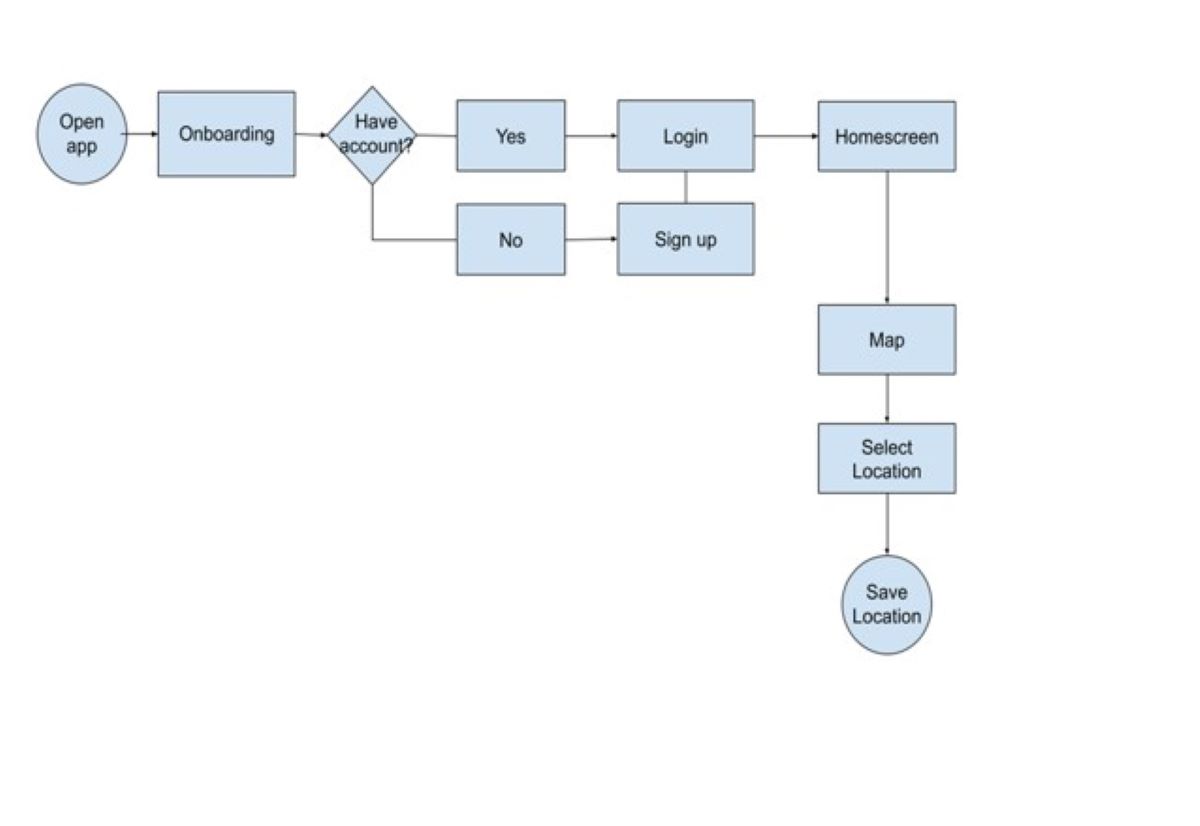 Open
app
Onboarding
Have
account?
Yes
Login
Homescreen
No
Sign up
Map
Select
Location
Save
Location